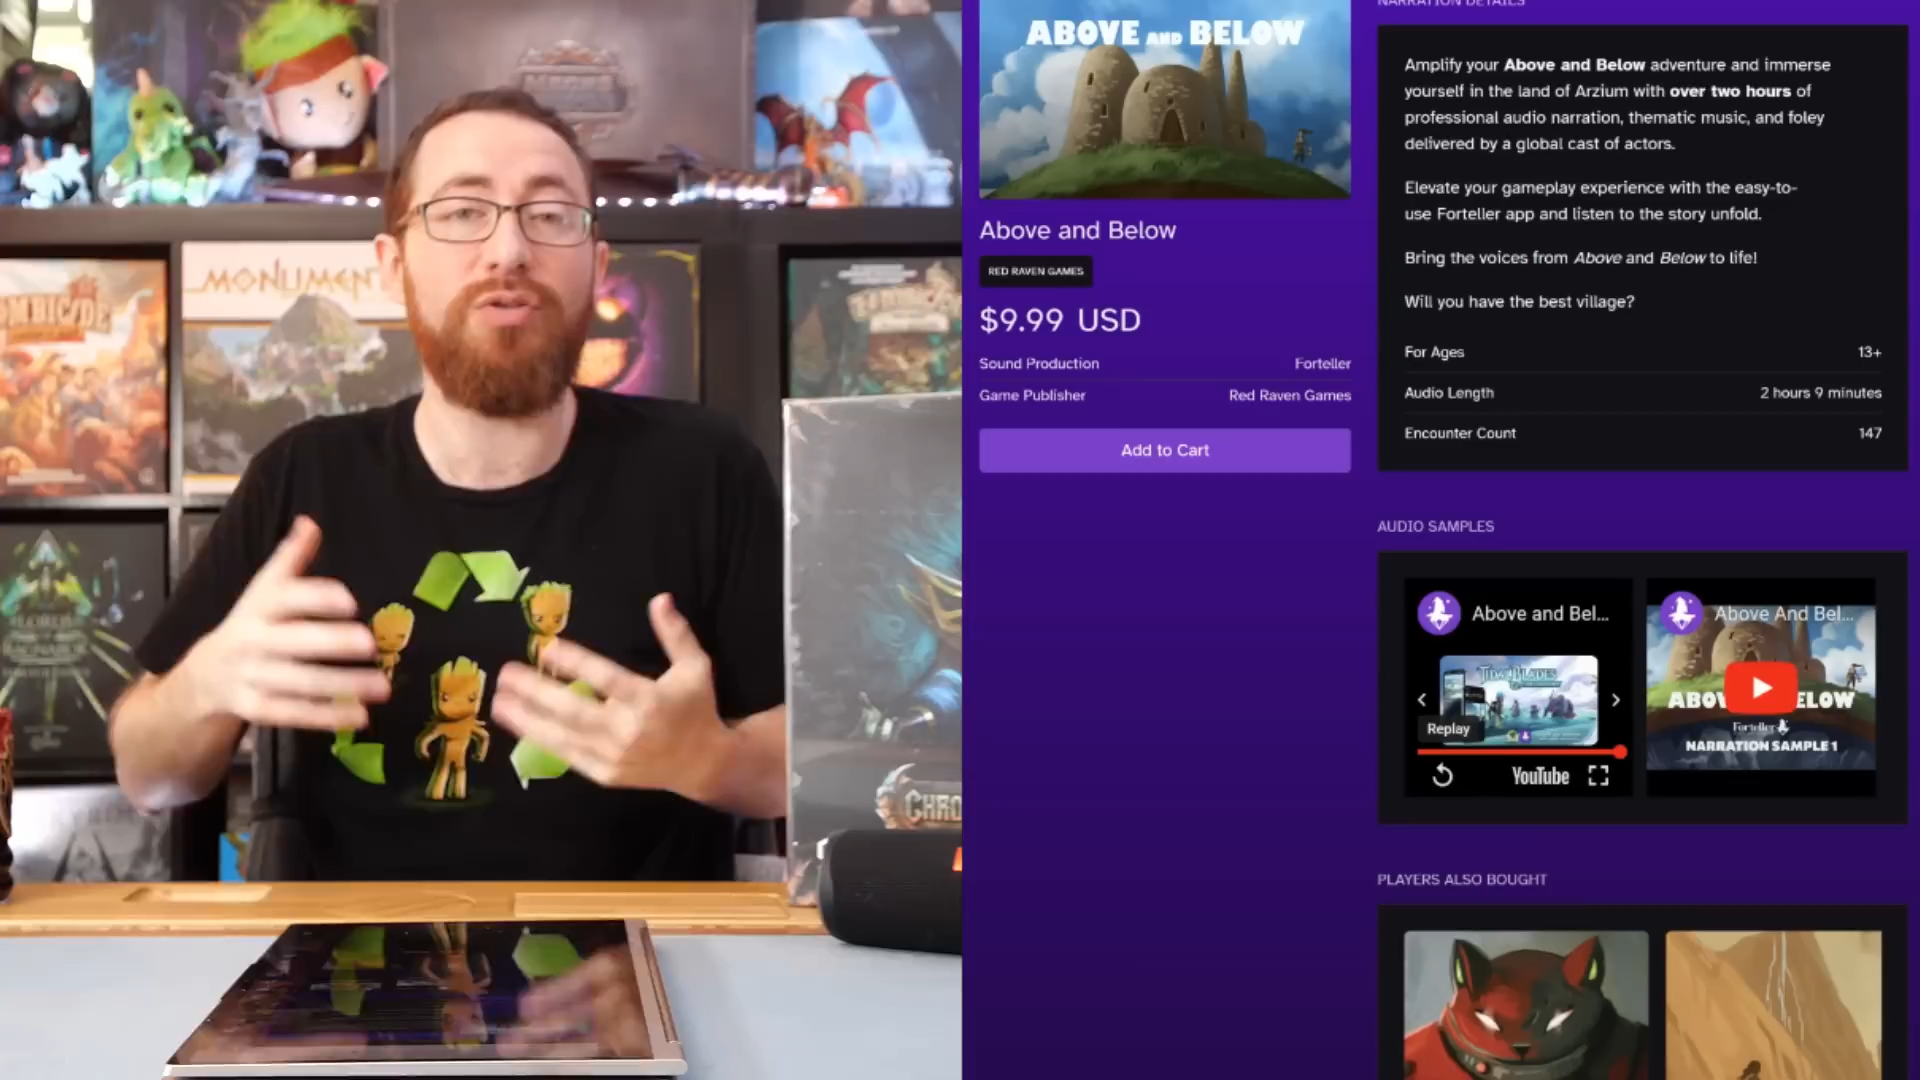 MONUMENT
CHRO
ABOVE AND BELOW
Above and Below
RED RAVEN GAMES
$9.99 USD
Sound Production
Forteller
Game Publisher
Red Raven Games
Add to Cart
NARRATION DETAILS
Amplify your Above and Below adventure and immerse
yourself in the land of Arzium with over two hours of
professional audio narration, thematic music, and foley
delivered by a global cast of actors.
Elevate your gameplay experience with the easy-to-
use Forteller app and listen to the story unfold.
Bring the voices from Above and Below to life!
Will you have the best village?
For Ages
13+
Audio Length
2 hours 9 minutes
Encounter Count
147
AUDIO SAMPLES
Above and Bel...
TIDAL BLADES
Replay
YouTube
Above And Bel...
ABOV ELOW
Forteller
NARRATION SAMPLE 1
PLAYERS ALSO BOUGHT